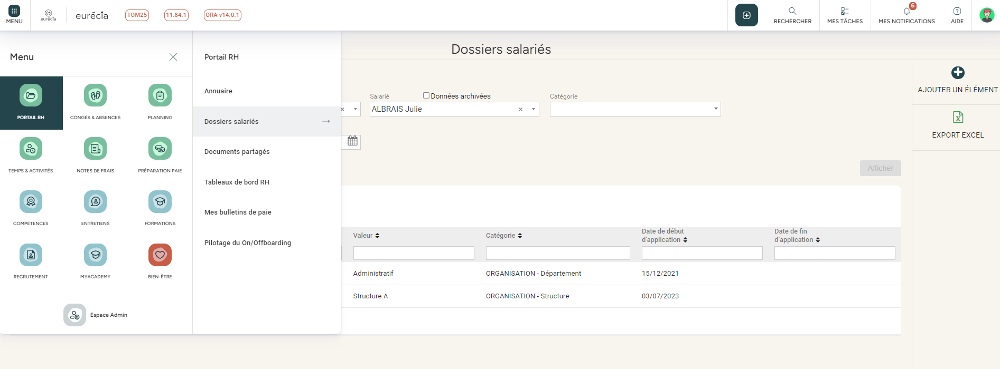 MENU
eurécia
eurécia
TOM25
11.84.1
ORA v14.0.1
RECHERCHER
MES TÂCHES
6
MES NOTIFICATIONS
AIDE
Menu
PORTAIL RH
CONGÉS & ABSENCES
PLANNING
TEMPS & ACTIVITÉS
NOTES DE FRAIS
PRÉPARATION PAIE
COMPÉTENCES
ENTRETIENS
FORMATIONS
RECRUTEMENT
MYACADEMY
BIEN-ÊTRE
Espace Admin
Portail RH
Annuaire
Dossiers salariés
Documents partagés
Tableaux de bord RH
Mes bulletins de paie
Pilotage du On/Offboarding
Dossiers salariés
Salarié
Données archivées
Catégorie
ALBRAIS Julie
Afficher
Valeur
Catégorie
Date de début
d'application
Date de fin
d'application
Administratif
ORGANISATION - Département
15/12/2021
Structure A
ORGANISATION - Structure
03/07/2023
AJOUTER UN ÉLÉMENT
EXPORT EXCEL